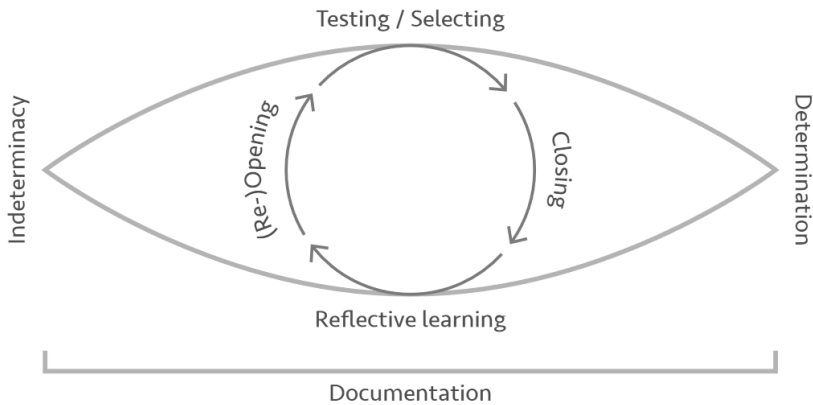 Testing / Selecting
Indeterminacy
(Re-)Opening
Closing
Determination
Reflective learning
Documentation